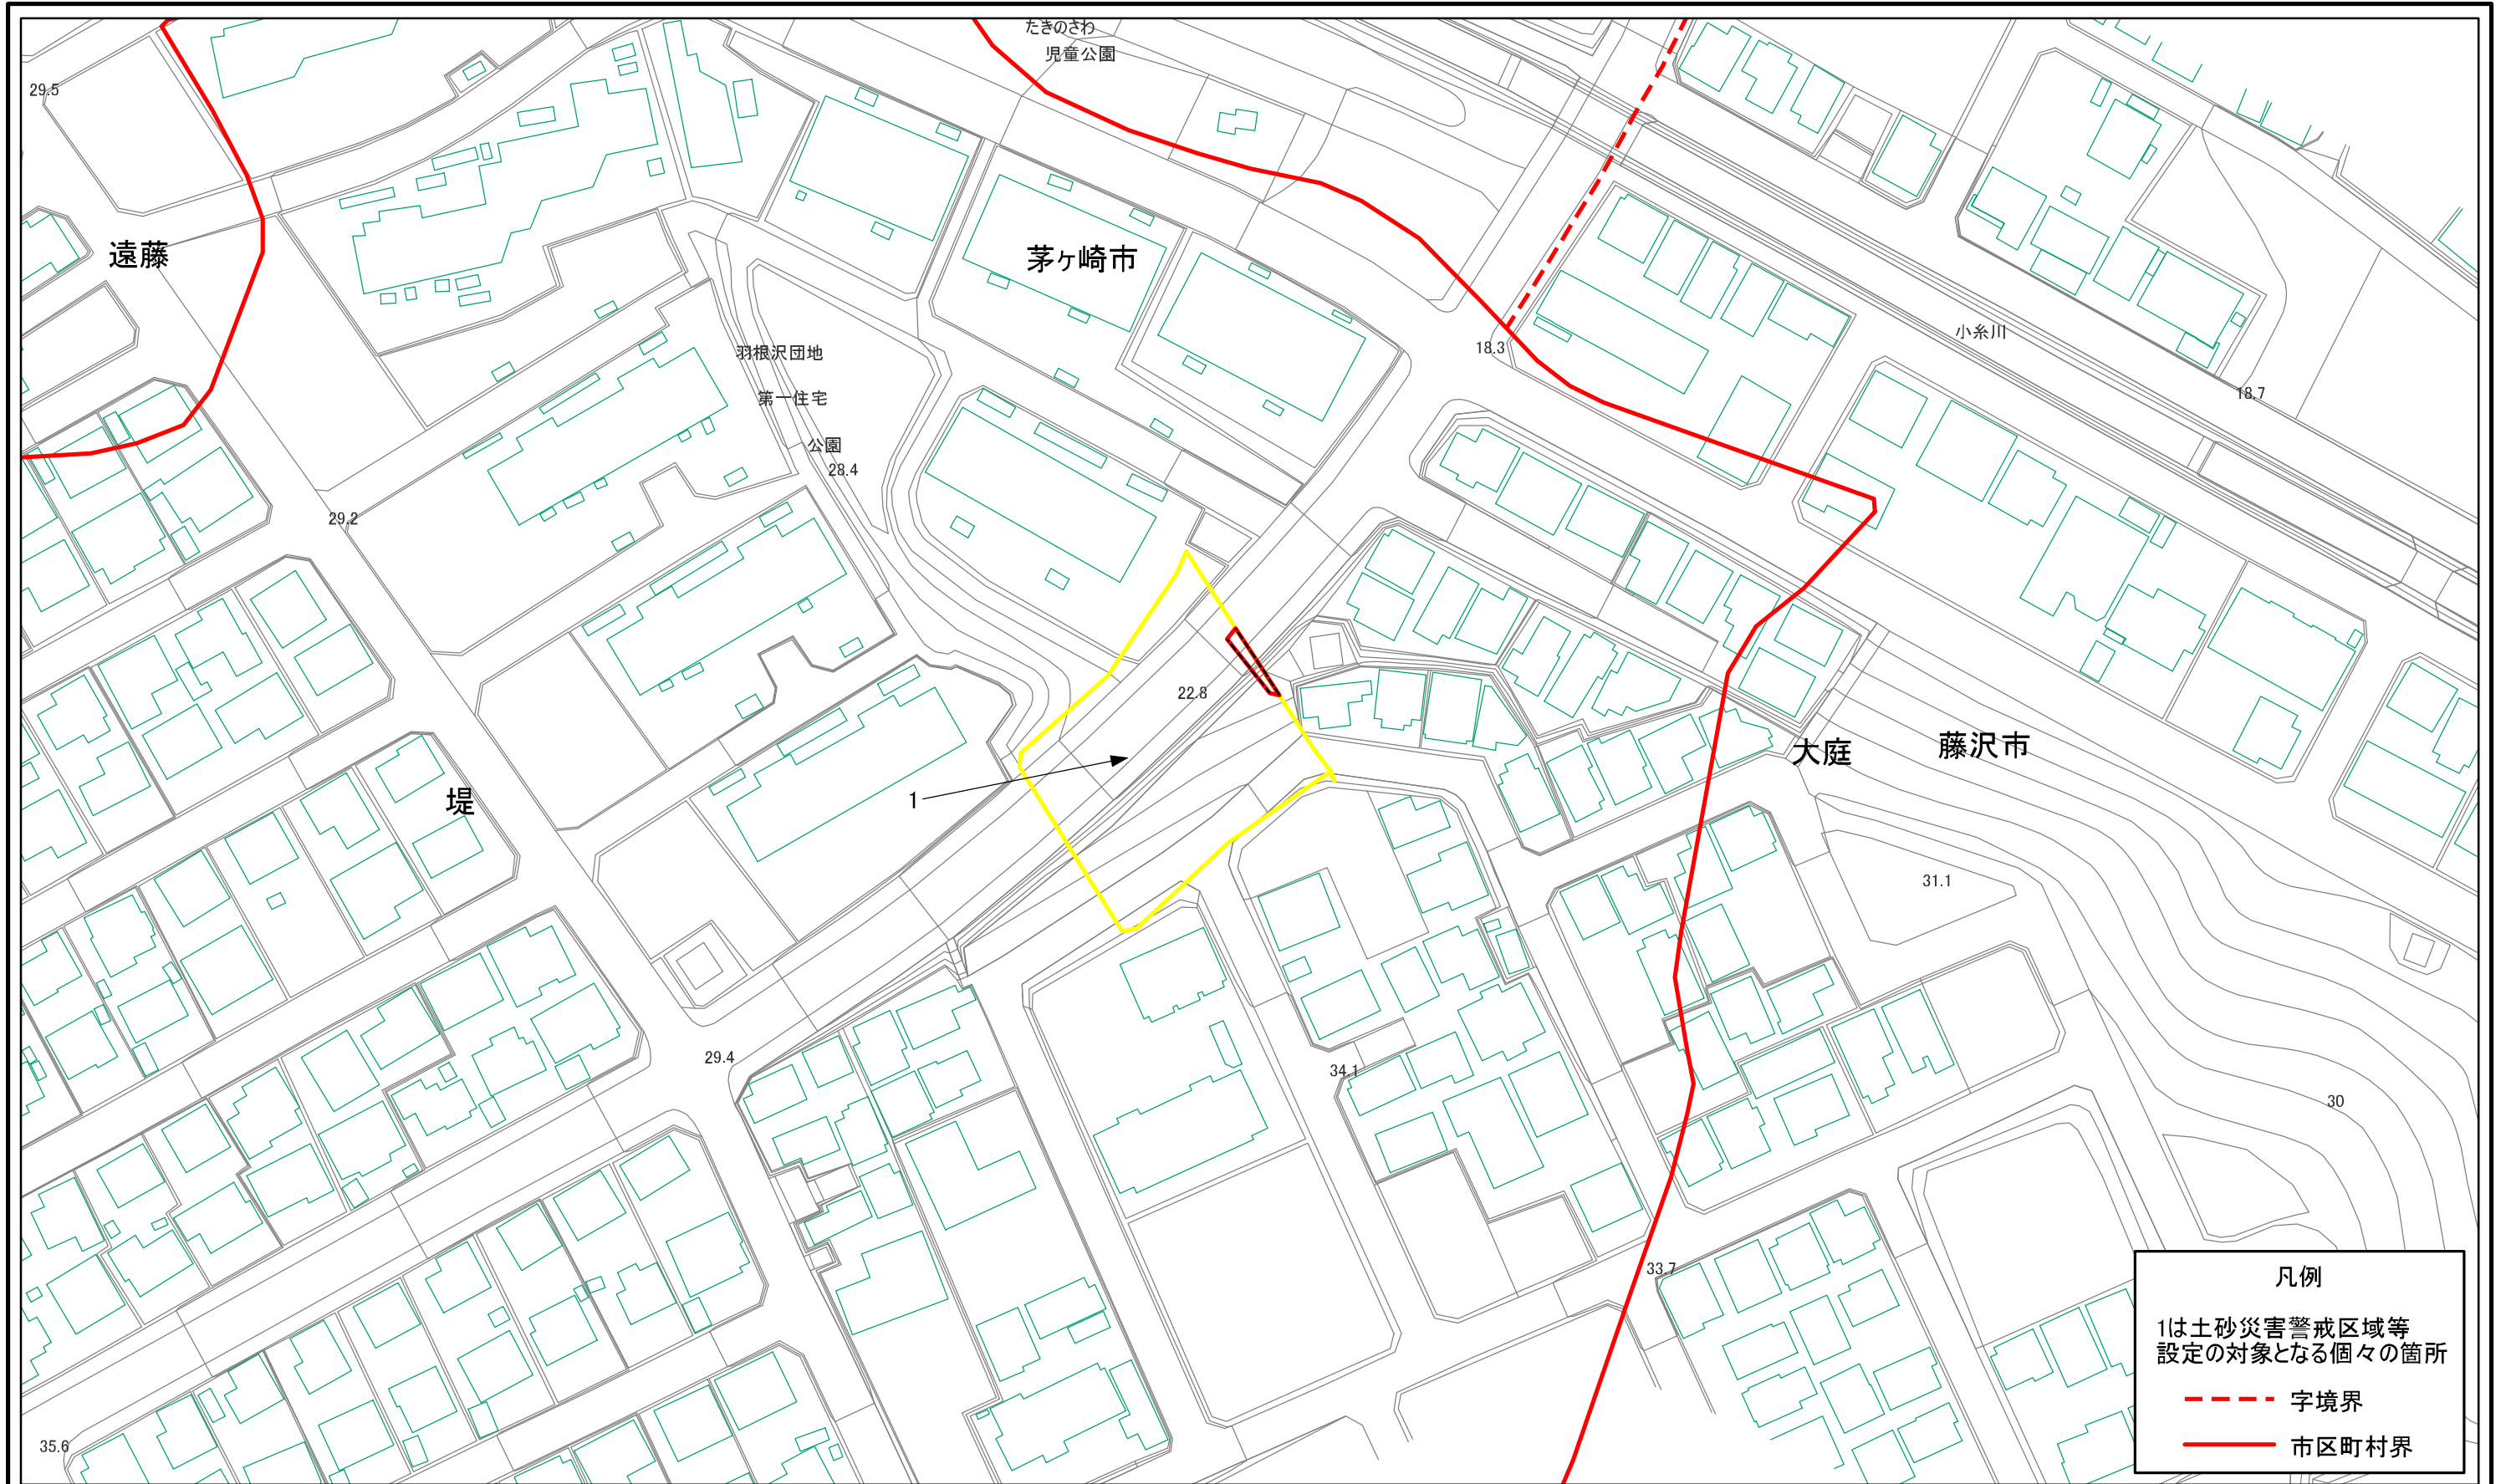 たきのさわ
児童公園
29.5
遠藤
茅ヶ崎市
小糸川
18.3
羽根沢団地
第一住宅
公園
18.7
28.4
29.2
22.8
大庭
藤沢市
堤
1
31.1
29.4
34.1
30
33.7
35.6
凡例
1は土砂災害警戒区域等
設定の対象となる個々の箇所
字境界
市区町村界